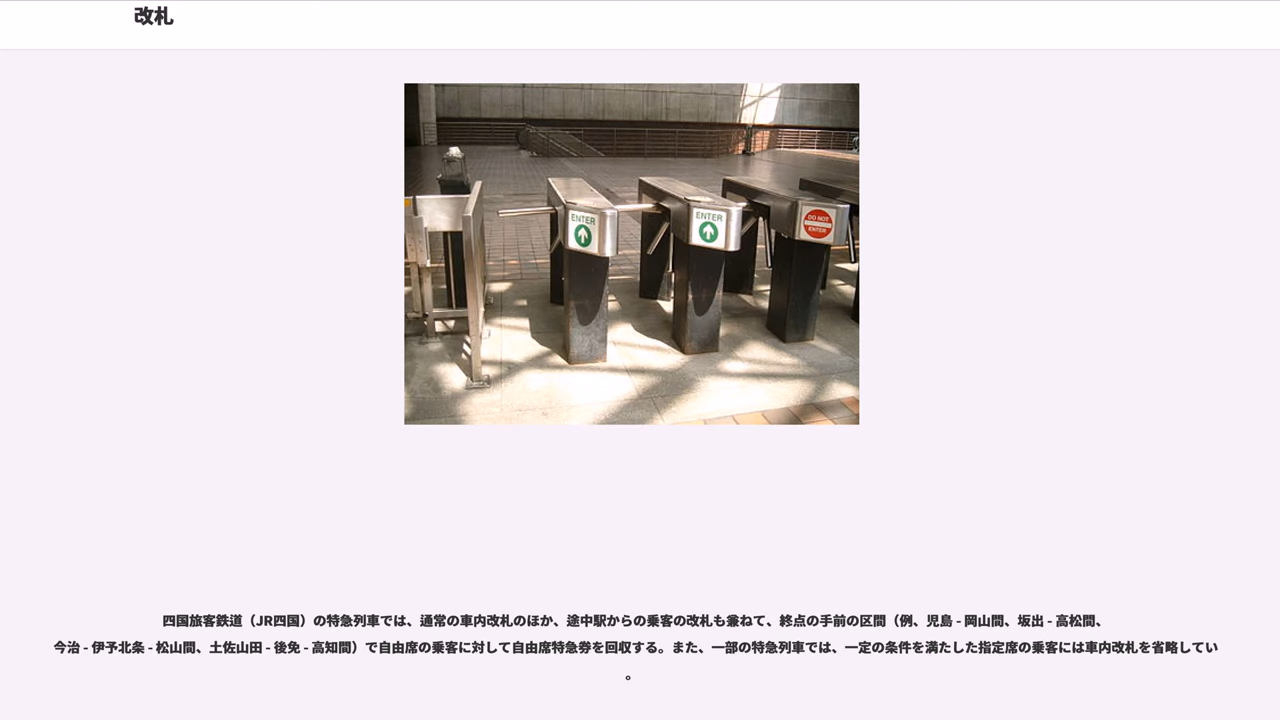 改札
ENTER
ENTER
DO NOT
ENTER
四国旅客鉄道（JR四国）の特急列車では、通常の車内改札のほか、途中駅からの乗客の改札も兼ねて、終点の手前の区間（例、児島 - 岡山間、坂出 - 高松間、
今治 - 伊予北条 - 松山間、土佐山田 - 後免 - 高知間）で自由席の乗客に対して自由席特急券を回収する。また、一部の特急列車では、一定の条件を満たした指定席の乗客には車内改札を省略してい
。